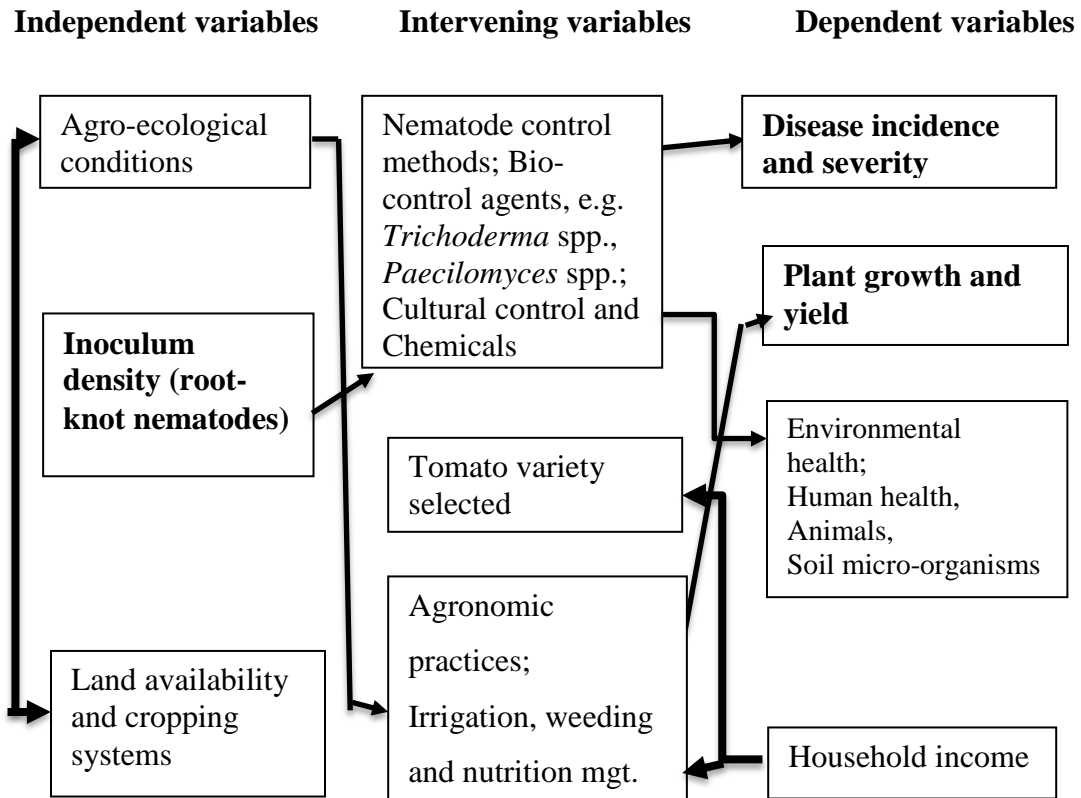 Independent variables
Intervening variables
Dependent variables
Agro-ecological
conditions
Inoculum
density (root-
knot nematodes)
Land availability
and cropping
systems
Nematode control
methods; Bio-
control agents, e.g.
Trichoderma spp.,
Paecilomyces spp.;
Cultural control and
Chemicals
Tomato variety
selected
Agronomic
practices;
Irrigation, weeding
and nutrition mgt.
Disease incidence
and severity
Plant growth and
yield
Environmental
health;
Human health,
Animals,
Soil micro-organisms
Household income